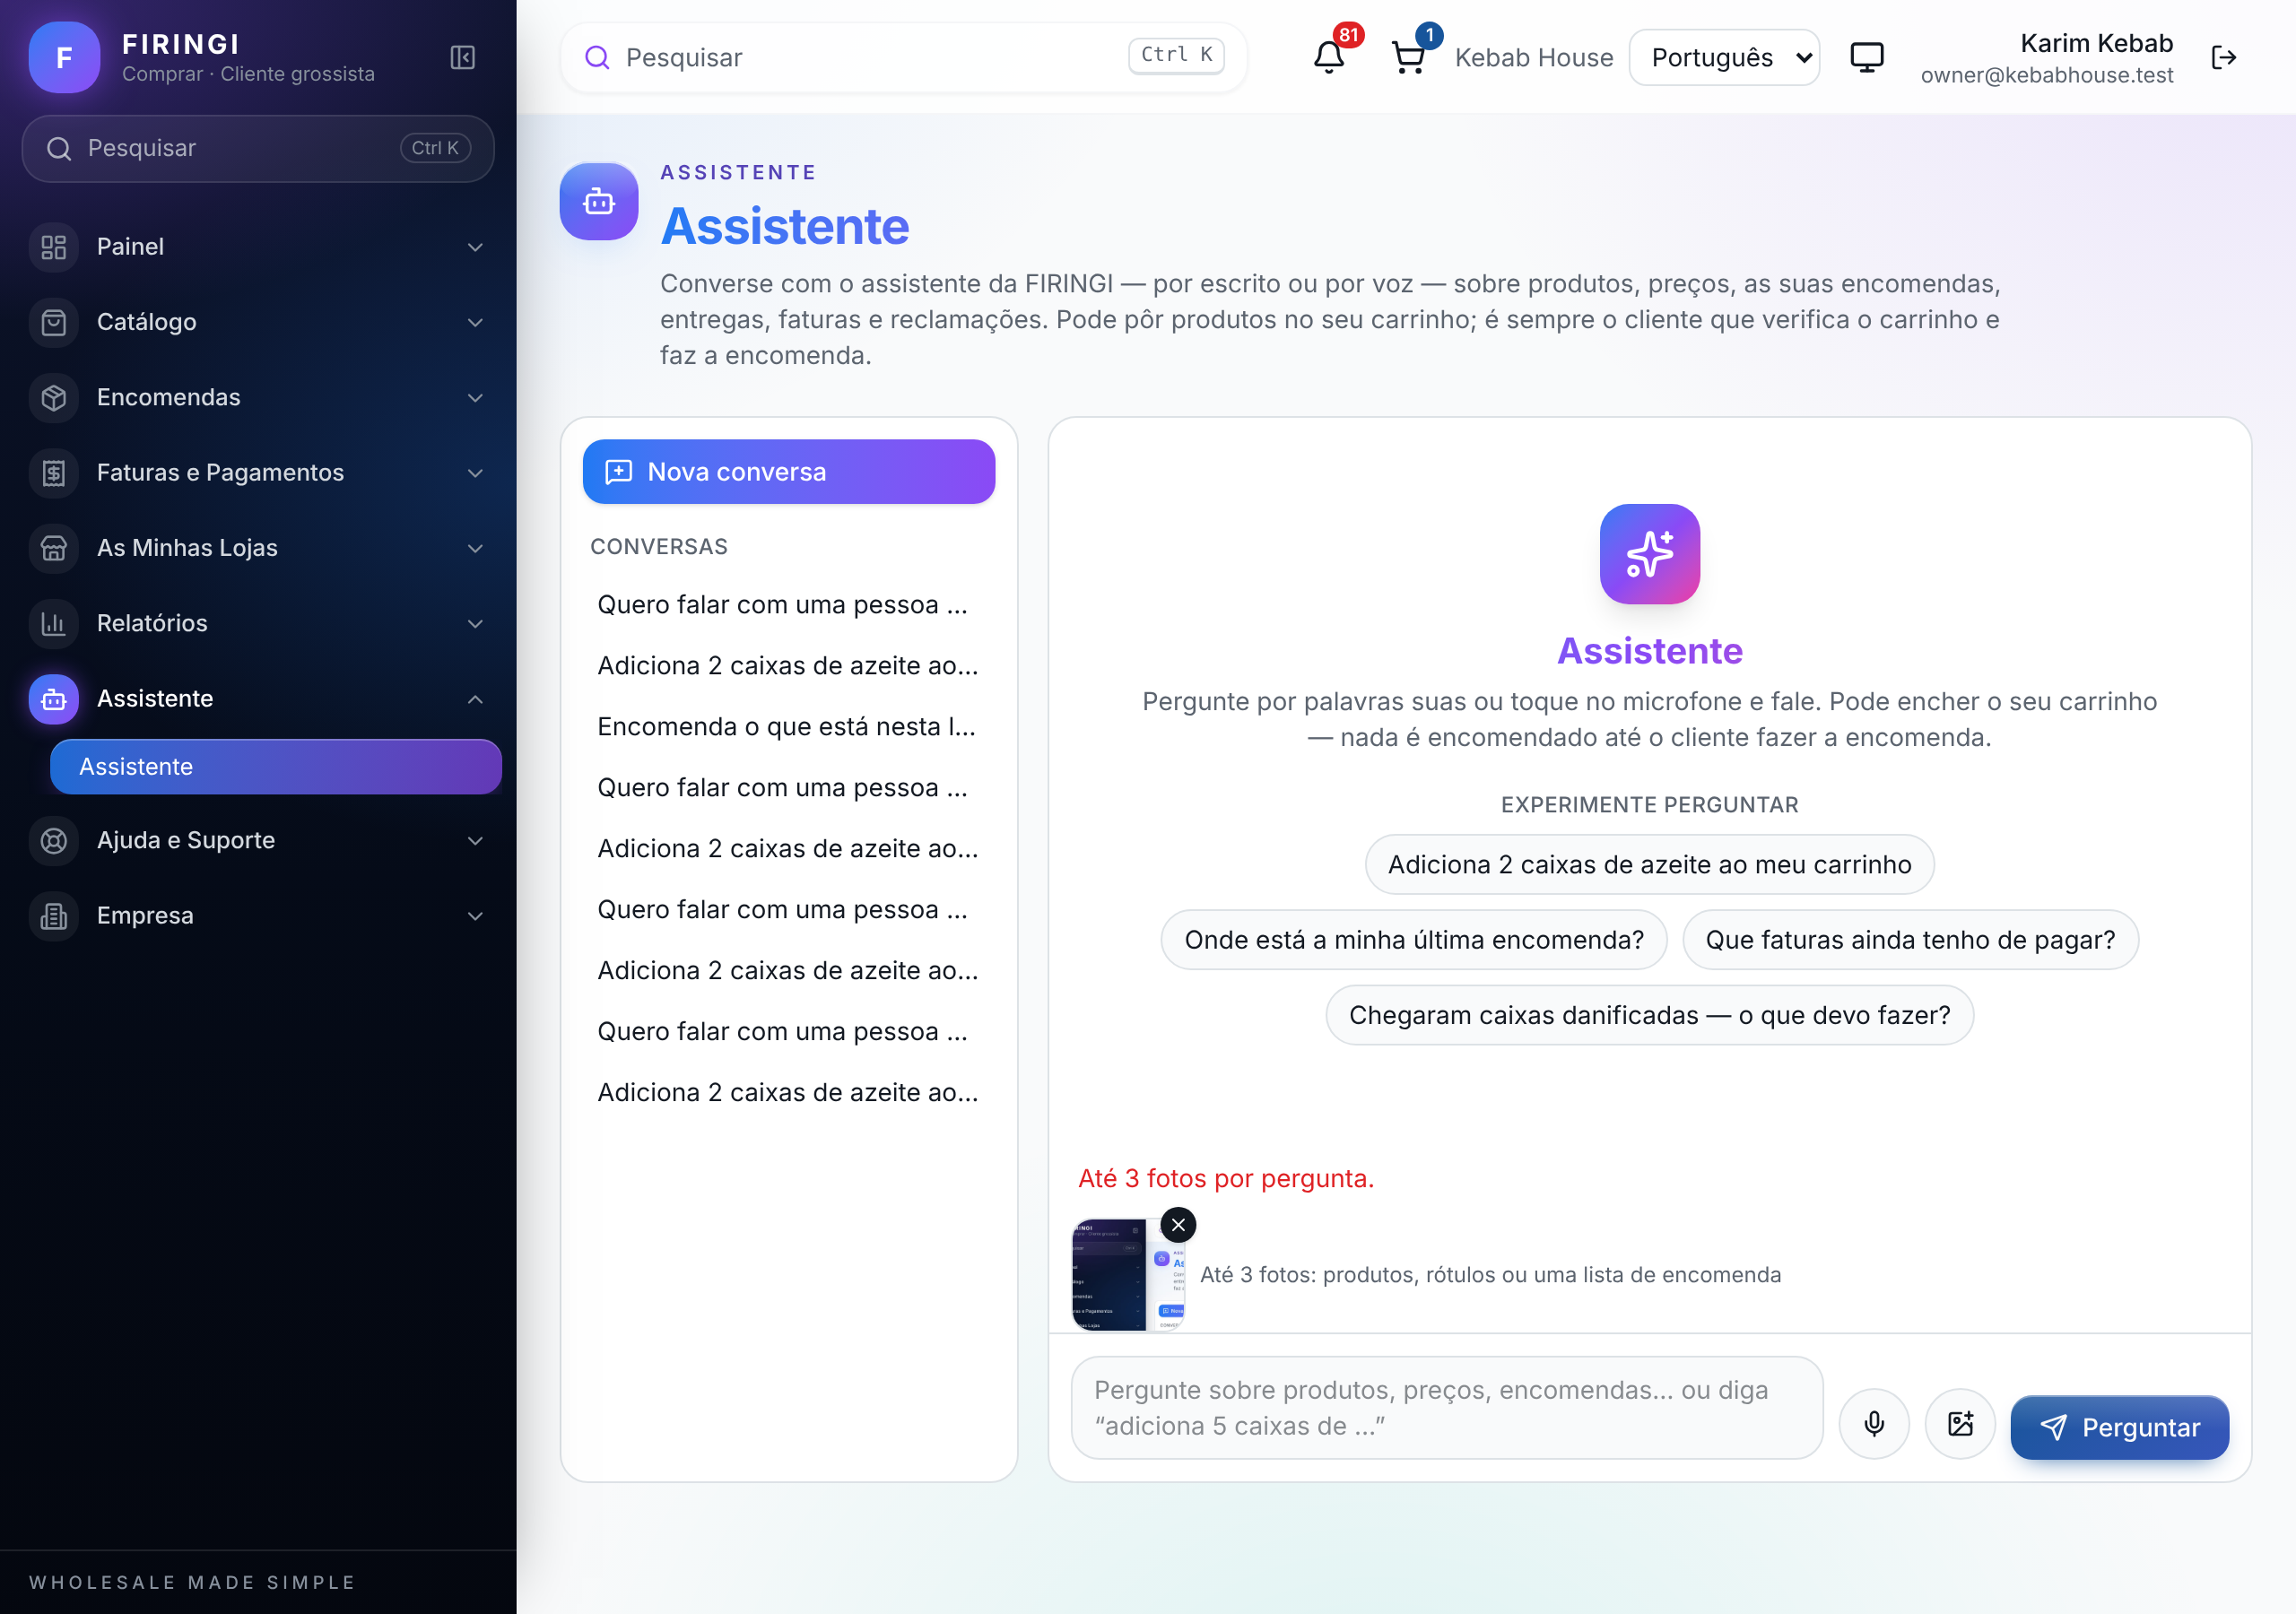 F
FIRINGI
Comprar · Cliente grossista
Pesquisar
Ctrl K
Painel
Catálogo
Encomendas
Faturas e Pagamentos
As Minhas Lojas
Relatórios
Assistente
Assistente
Ajuda e Suporte
Empresa
WHOLESALE MADE SIMPLE
Pesquisar
Ctrl K
81
1
Kebab House
Português
Karim Kebab
owner@kebabhouse.test
ASSISTENTE
Assistente
Converse com o assistente da FIRINGI — por escrito ou por voz — sobre produtos, preços, as suas encomendas,
entregas, faturas e reclamações. Pode pôr produtos no seu carrinho; é sempre o cliente que verifica o carrinho e
faz a encomenda.
Nova conversa
CONVERSAS
Quero falar com uma pessoa ...
Adiciona 2 caixas de azeite ao...
Encomenda o que está nesta l...
Quero falar com uma pessoa ...
Adiciona 2 caixas de azeite ao...
Quero falar com uma pessoa ...
Adiciona 2 caixas de azeite ao...
Quero falar com uma pessoa ...
Adiciona 2 caixas de azeite ao...
Assistente
Pergunte por palavras suas ou toque no microfone e fale. Pode encher o seu carrinho
— nada é encomendado até o cliente fazer a encomenda.
EXPERIMENTE PERGUNTAR
Adiciona 2 caixas de azeite ao meu carrinho
Onde está a minha última encomenda?
Que faturas ainda tenho de pagar?
Chegaram caixas danificadas — o que devo fazer?
Até 3 fotos por pergunta.
Até 3 fotos: produtos, rótulos ou uma lista de encomenda
Pergunte sobre produtos, preços, encomendas... ou diga
“adiciona 5 caixas de ...”
Perguntar